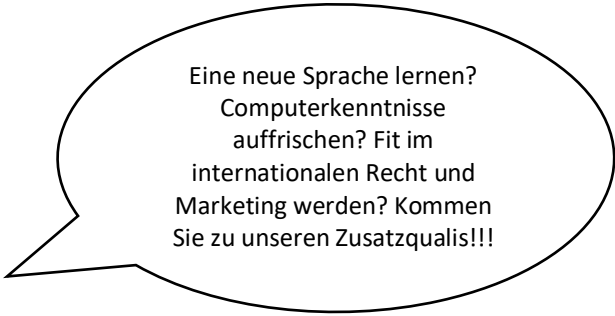 Eine neue Sprache lernen?
Computerkenntnisse
auffrischen? Fit im
internationalen Recht und
Marketing werden? Kommen
Sie zu unseren Zusatzqualis!!!